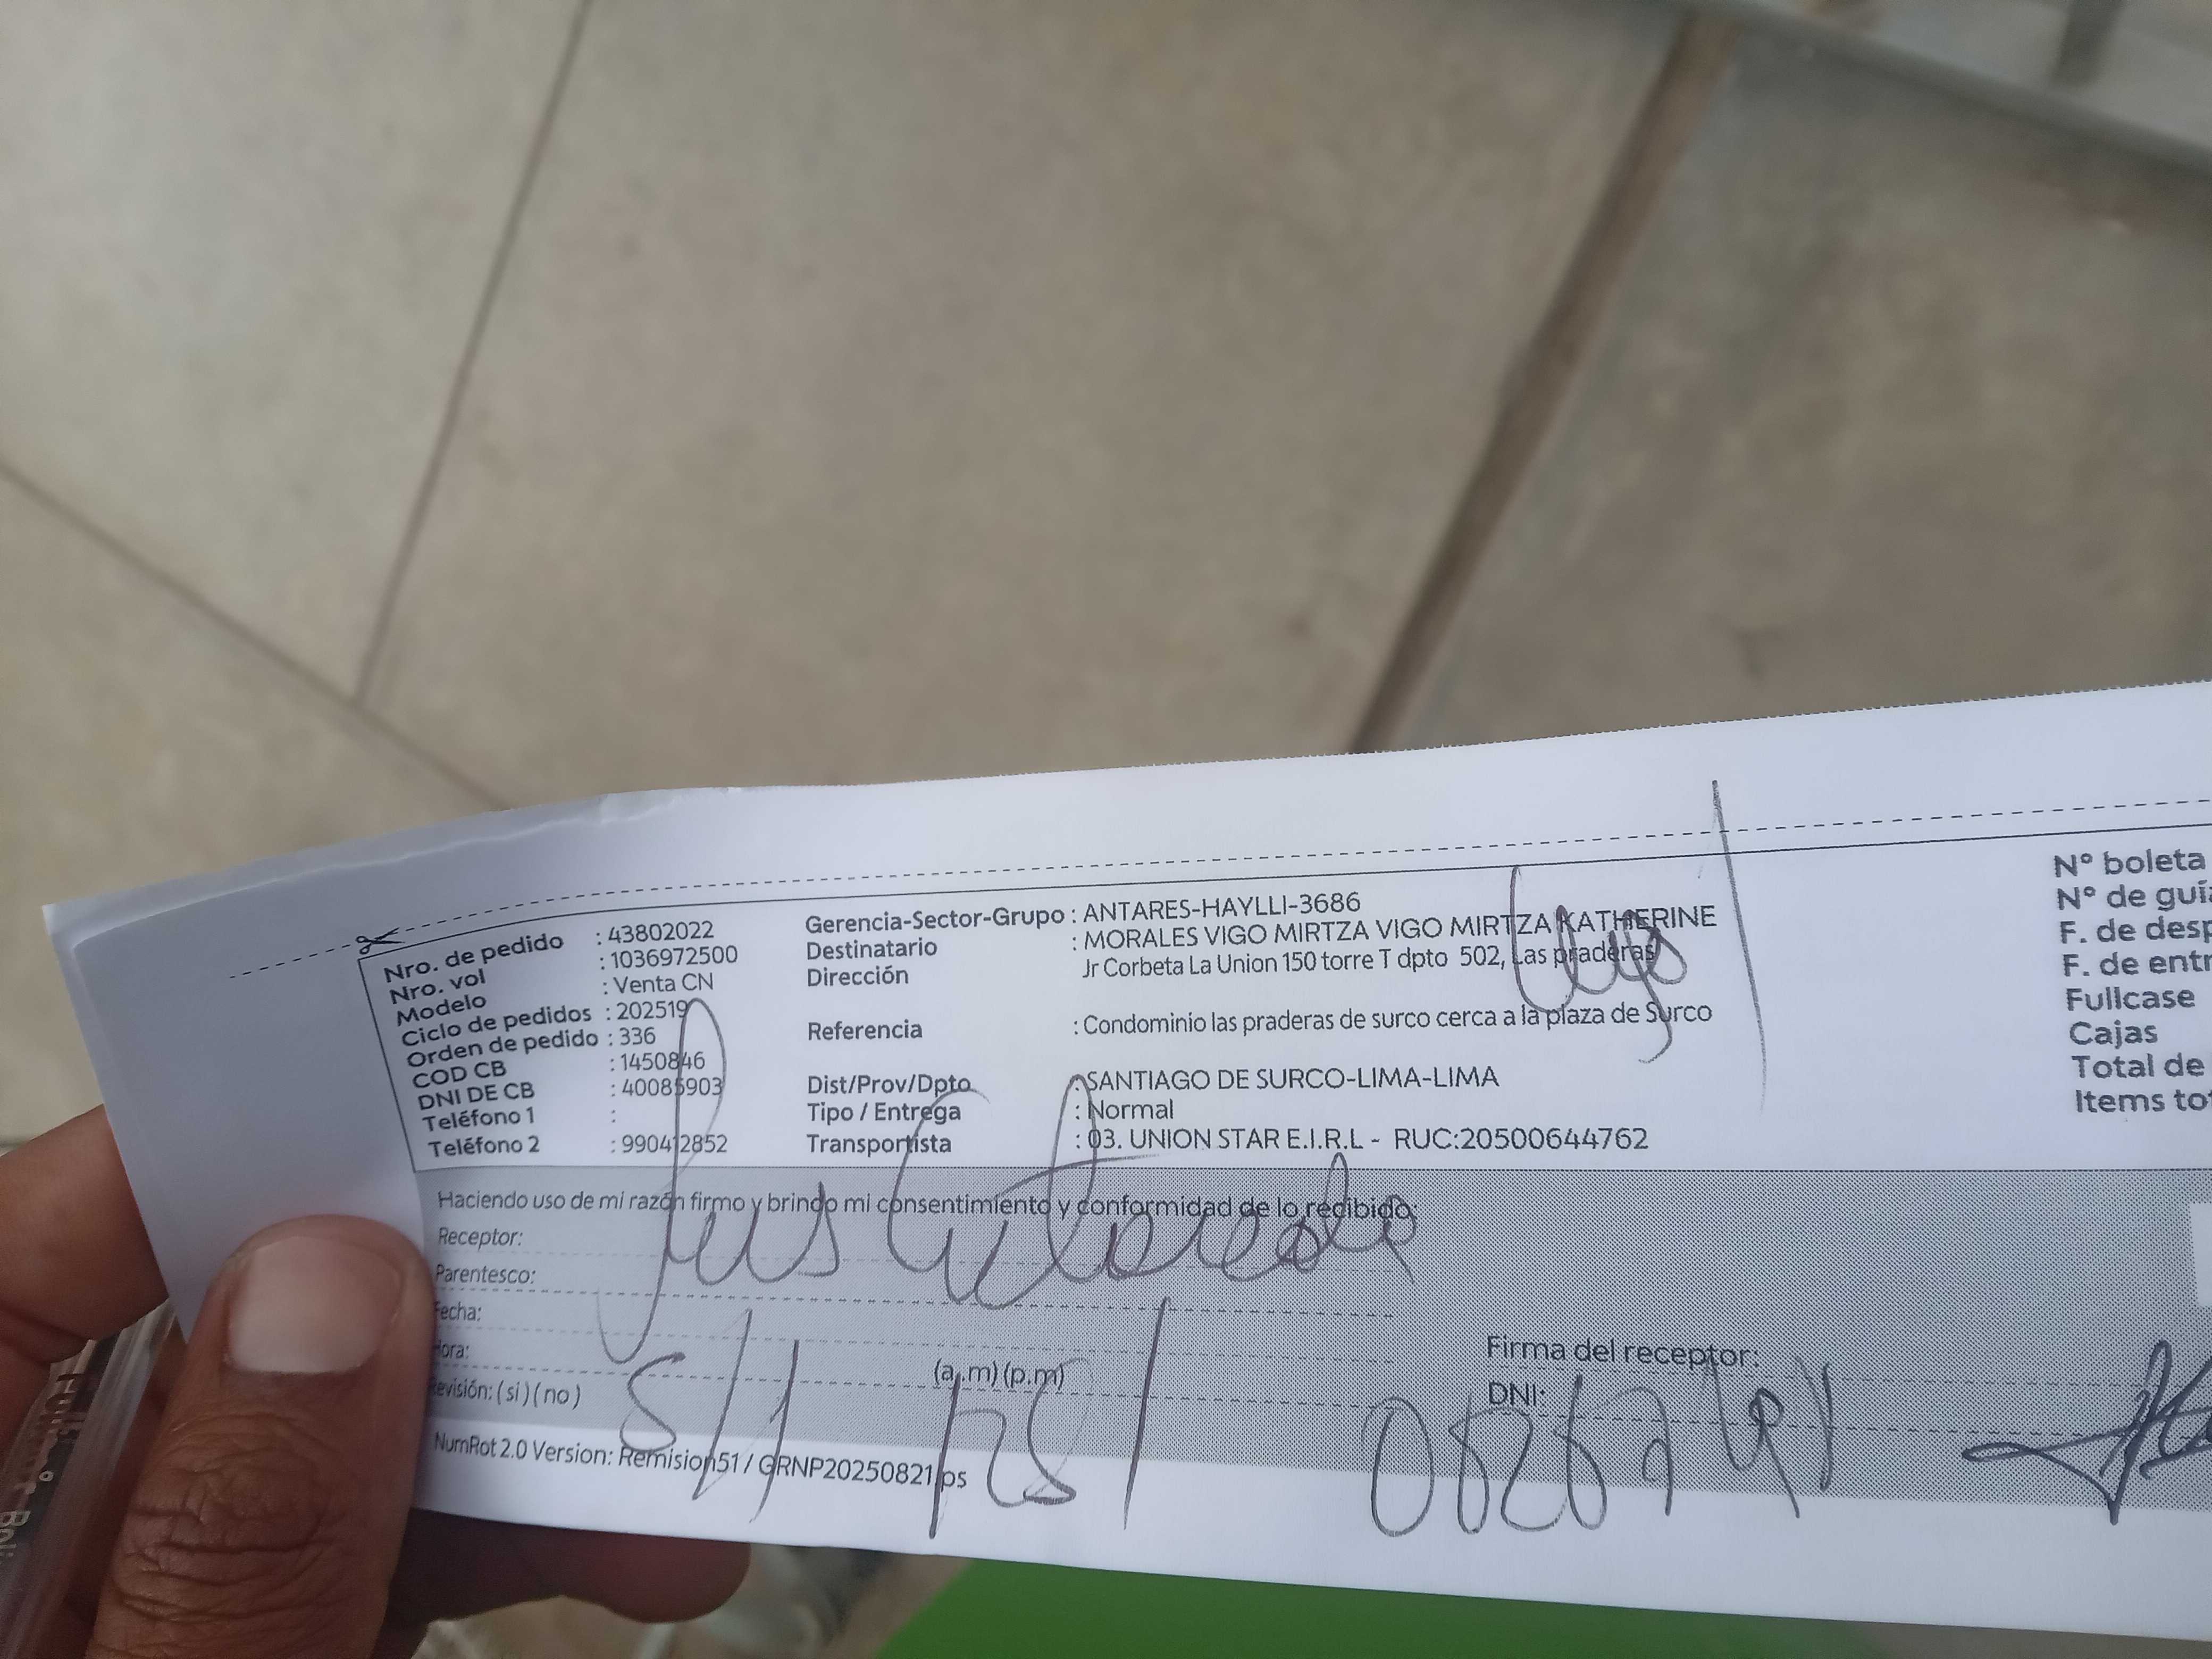 Nro. de pedido : 43802022
Nro. vol : 1036972500
Modelo : Venta CN
Ciclo de pedidos : 202519
Orden de pedido : 336
COD CB : 1450846
DNI DE CB : 40085903
Teléfono 1 :
Teléfono 2 : 990412852
Gerencia-Sector-Grupo : ANTARES-HAYLLI-3686
Destinatario : MORALES VIGO MIRTZA VIGO MIRTZA KATHERINE
Dirección Jr Corbeta La Union 150 torre T dpto 502, Las praderas
Referencia : Condominio las praderas de surco cerca a la plaza de Surco
Dist/Prov/Dpto : SANTIAGO DE SURCO-LIMA-LIMA
Tipo / Entrega : Normal
Transportista : 03. UNION STAR E.I.R.L - RUC:20500644762
Nº boleta
Nº de guía
F. de desp
F. de entr
Fullcase
Cajas
Total de
Items tot
Haciendo uso de mi razón firmo y brindo mi consentimiento y conformidad de lo recibido:
Receptor:
Parentesco:
Fecha:
Hora: (a.m) (p.m)
Revisión: ( si ) ( no )
Firma del receptor:
DNI:
NumRot 2.0 Version: Remision51 / GRNP20250821.ps